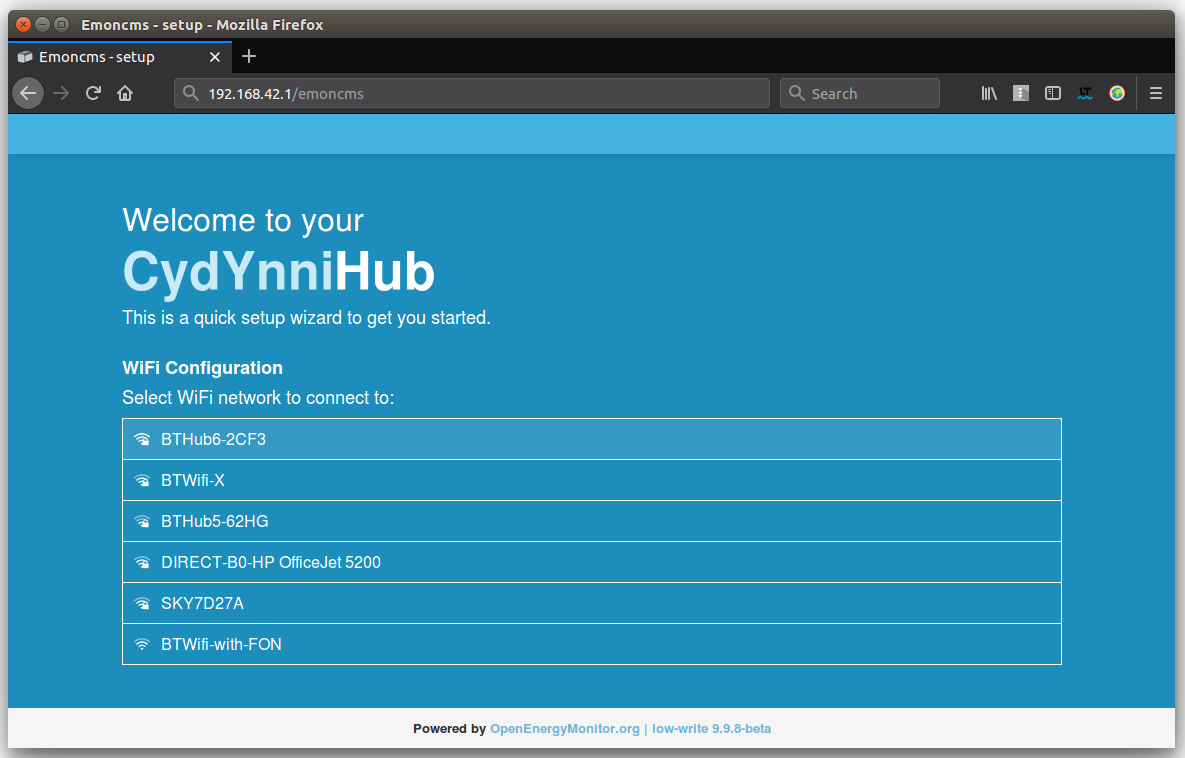 Emoncms - setup - Mozilla Firefox
Emoncms - setup
192.168.42.1/emoncms
Search
Welcome to your
CydYnniHub
This is a quick setup wizard to get you started.
WiFi Configuration
Select WiFi network to connect to:
BTHub6-2CF3
BTWifi-X
BTHub5-62HG
DIRECT-B0-HP OfficeJet 5200
SKY7D27A
BTWifi-with-FON
Powered by OpenEnergyMonitor.org | low-write 9.9.8-beta